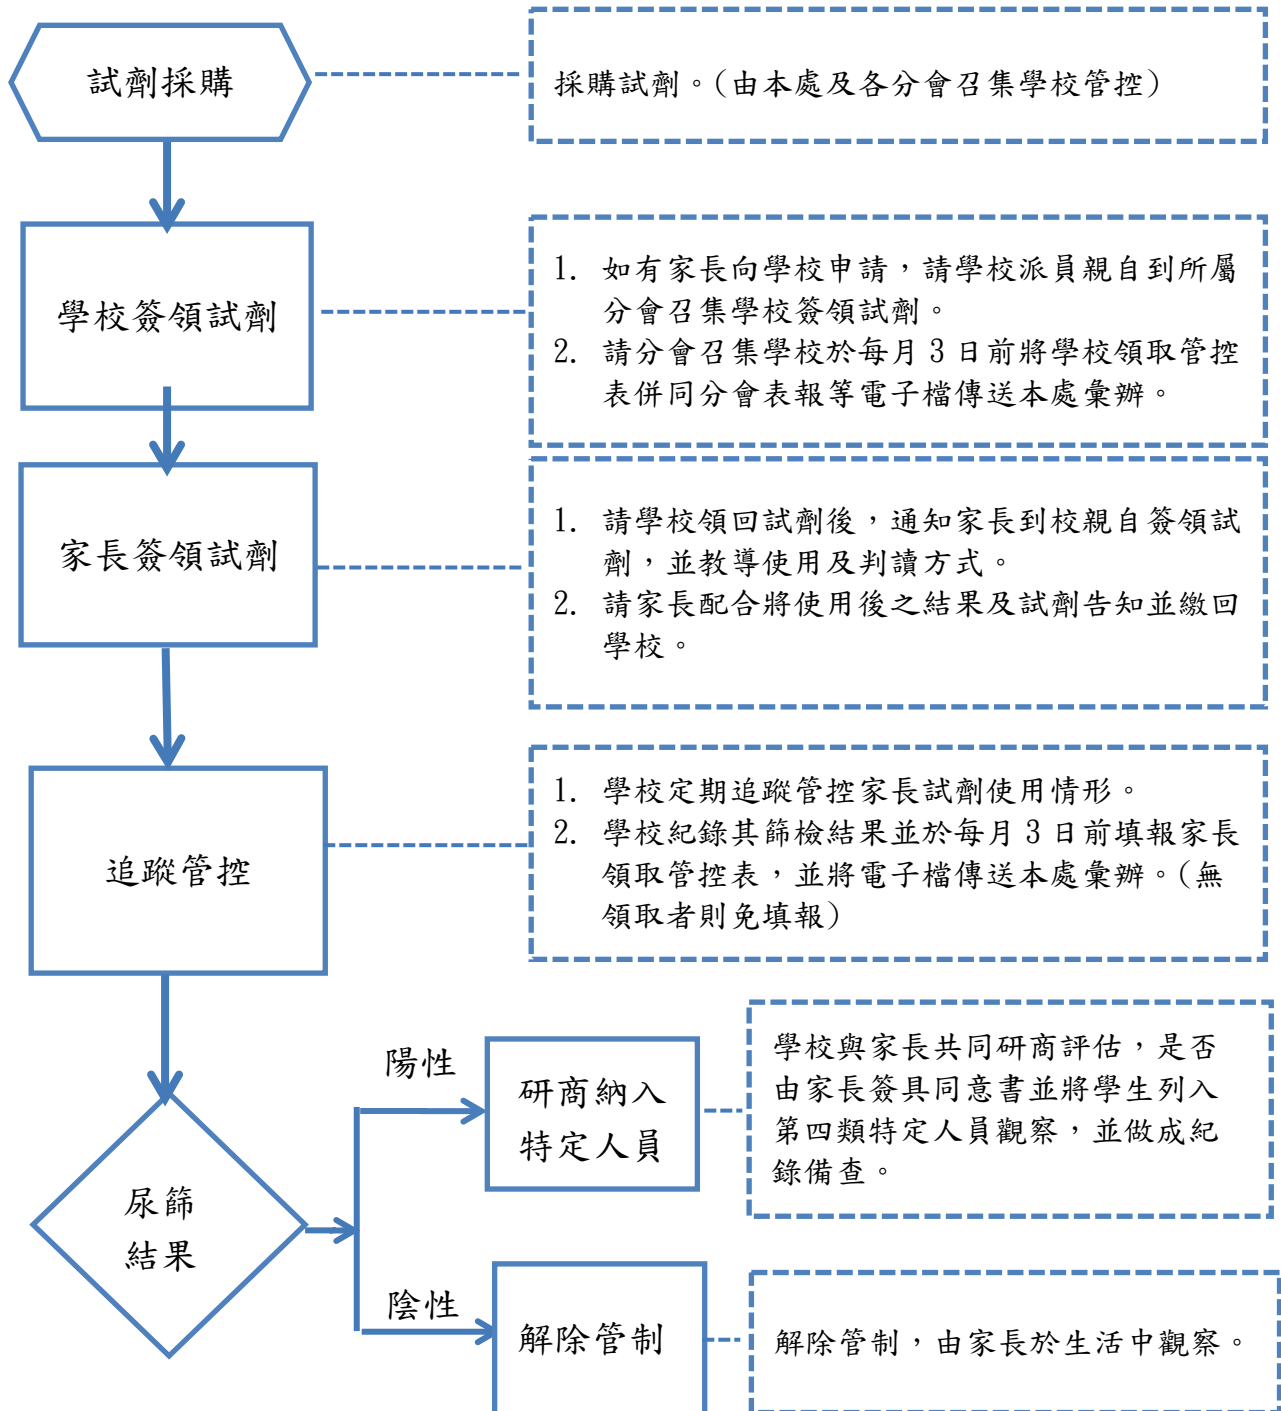 試劑採購
採購試劑。(由本處及各分會召集學校管控)
學校簽領試劑
1. 如有家長向學校申請，請學校派員親自到所屬
分會召集學校簽領試劑。
2. 請分會召集學校於每月 3 日前將學校領取管控
表併同分會表報等電子檔傳送本處彙辦。
家長簽領試劑
1. 請學校領回試劑後，通知家長到校親自簽領試
劑，並教導使用及判讀方式。
2. 請家長配合將使用後之結果及試劑告知並繳回
學校。
追蹤管控
1. 學校定期追蹤管控家長試劑使用情形。
2. 學校紀錄其篩檢結果並於每月 3 日前填報家長
領取管控表，並將電子檔傳送本處彙辦。(無
領取者則免填報)
尿篩
結果
陽性
研商納入
特定人員
學校與家長共同研商評估，是否
由家長簽具同意書並將學生列入
第四類特定人員觀察，並做成紀
錄備查。
陰性
解除管制
解除管制，由家長於生活中觀察。